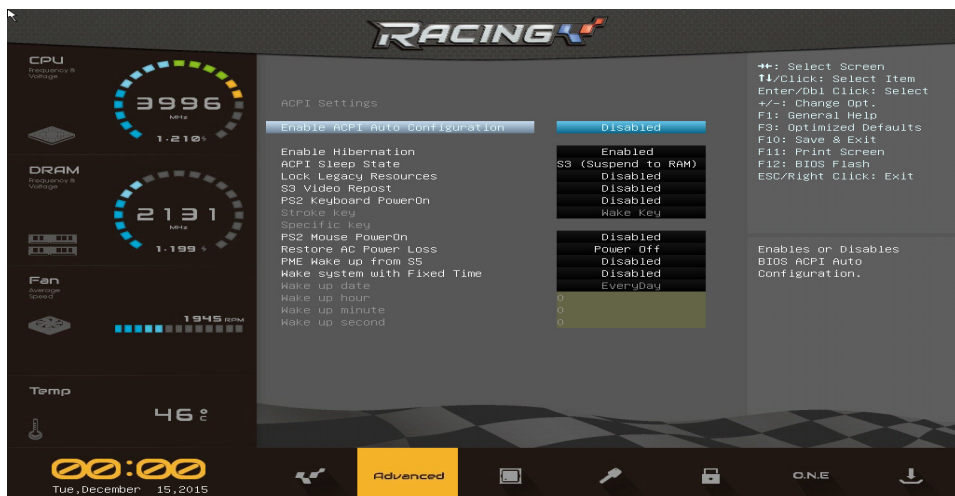 RACING
CPU
Frequency &
Voltage
3996
MHz
1.210
DRAM
Frequency &
Voltage
2131
MHz
1.199
Fan
Average
Speed
1945 RPM
Temp
46 °C
ACPI Settings
Enable ACPI Auto Configuration Disabled
Enable Hibernation Enabled
ACPI Sleep State S3 (Suspend to RAM)
Lock Legacy Resources Disabled
S3 Video Repost Disabled
PS2 Keyboard PowerOn Disabled
Stroke key Wake Key
Specific key
PS2 Mouse PowerOn Disabled
Restore AC Power Loss Power Off
PME Wake up from S5 Disabled
Wake system with Fixed Time Disabled
Wake up date EveryDay
Wake up hour 0
Wake up minute 0
Wake up second 0
→←: Select Screen
↑↓/Click: Select Item
Enter/Dbl Click: Select
+/-: Change Opt.
F1: General Help
F3: Optimized Defaults
F10: Save & Exit
F11: Print Screen
F12: BIOS Flash
ESC/Right Click: Exit
Enables or Disables
BIOS ACPI Auto
Configuration.
00:00
Tue,December 15,2015
Advanced
O.N.E